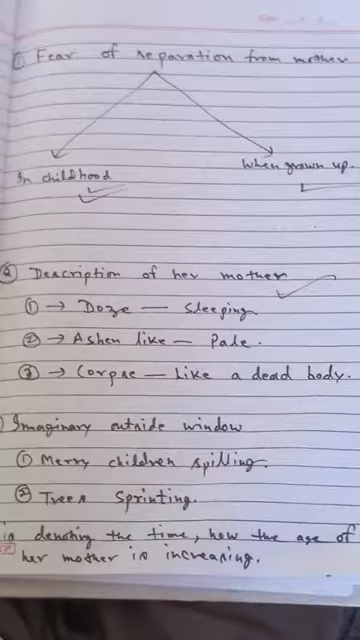 ① Fear of separation from mother
In childhood
When grown up.
② Description of her mother
① → Doze — Sleeping
② → Ashen like — Pale.
③ → Corpse — Like a dead body.
Imaginary outside window
① Merry children spilling.
② Trees Sprinting.
is denoting the time, how the age of
her mother is increasing.